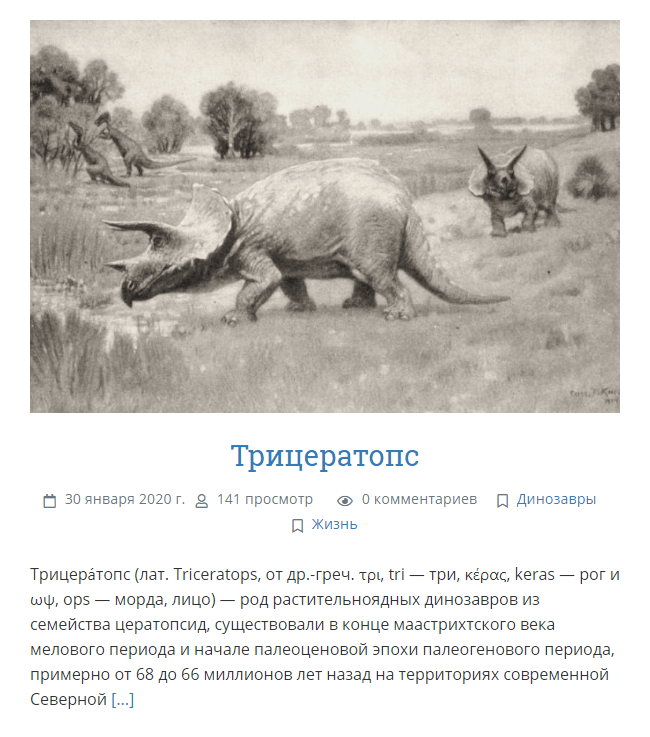 Трицератопс
30 января 2020 г. 141 просмотр 0 комментариев Динозавры
Жизнь
Трицера́топс (лат. Triceratops, от др.-греч. τρι, tri — три, κέρας, keras — рог и
ωψ, ops — морда, лицо) — род растительноядных динозавров из
семейства цератопсид, существовали в конце маастрихтского века
мелового периода и начале палеоценовой эпохи палеогенового периода,
примерно от 68 до 66 миллионов лет назад на территориях современной
Северной [...]